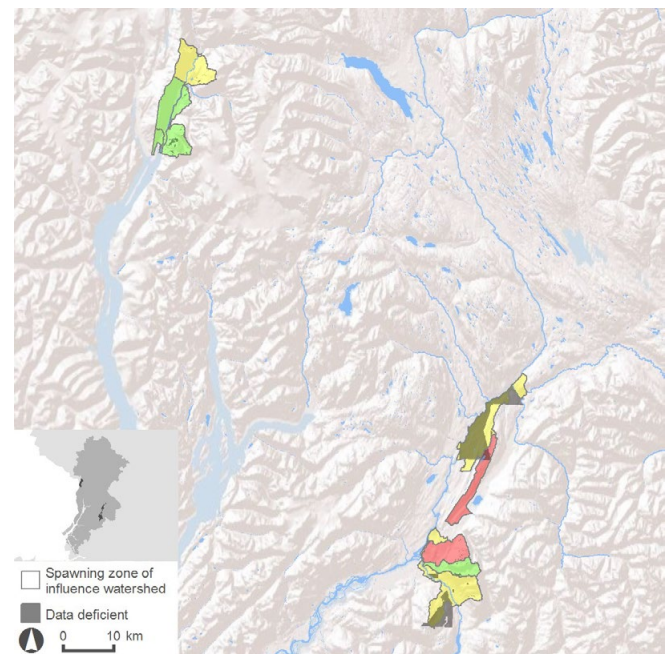 Spawning zone of
influence watershed
Data deficient
0 10 km